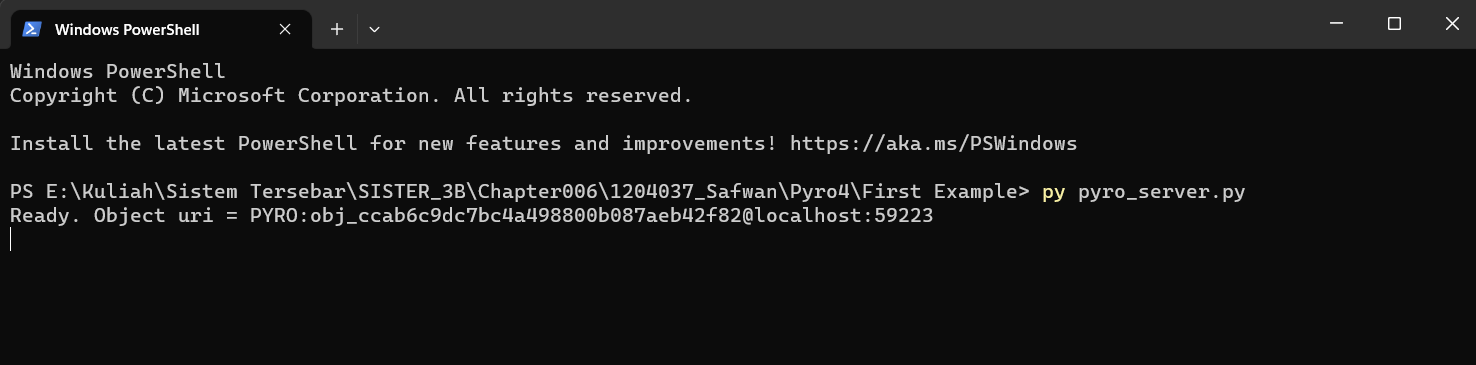 Windows PowerShell
Windows PowerShell
Copyright (C) Microsoft Corporation. All rights reserved.
Install the latest PowerShell for new features and improvements! https://aka.ms/PSWindows
PS E:\Kuliah\Sistem Tersebar\SISTER_3B\Chapter006\1204037_Safwan\Pyro4\First Example> py pyro_server.py
Ready. Object uri = PYRO:obj_ccab6c9dc7bc4a498800b087aeb42f82@localhost:59223